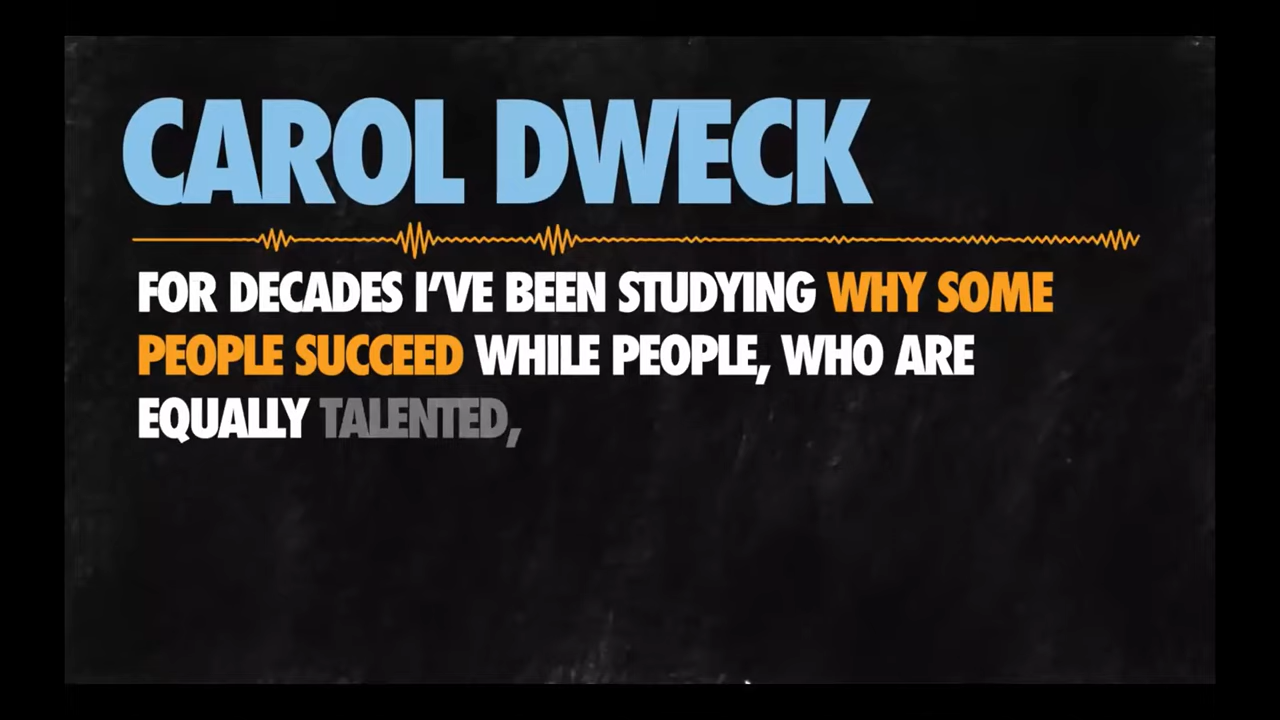 CAROL DWECK
FOR DECADES I'VE BEEN STUDYING WHY SOME
PEOPLE SUCCEED WHILE PEOPLE, WHO ARE
EQUALLY TALENTED,